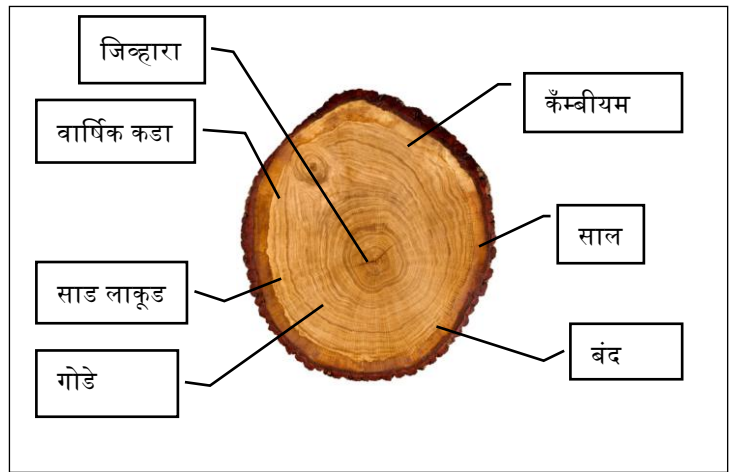 जिव्हारा
कँम्बीयम
वार्षिक कडा
साल
साड लाकूड
बंद
गोडे